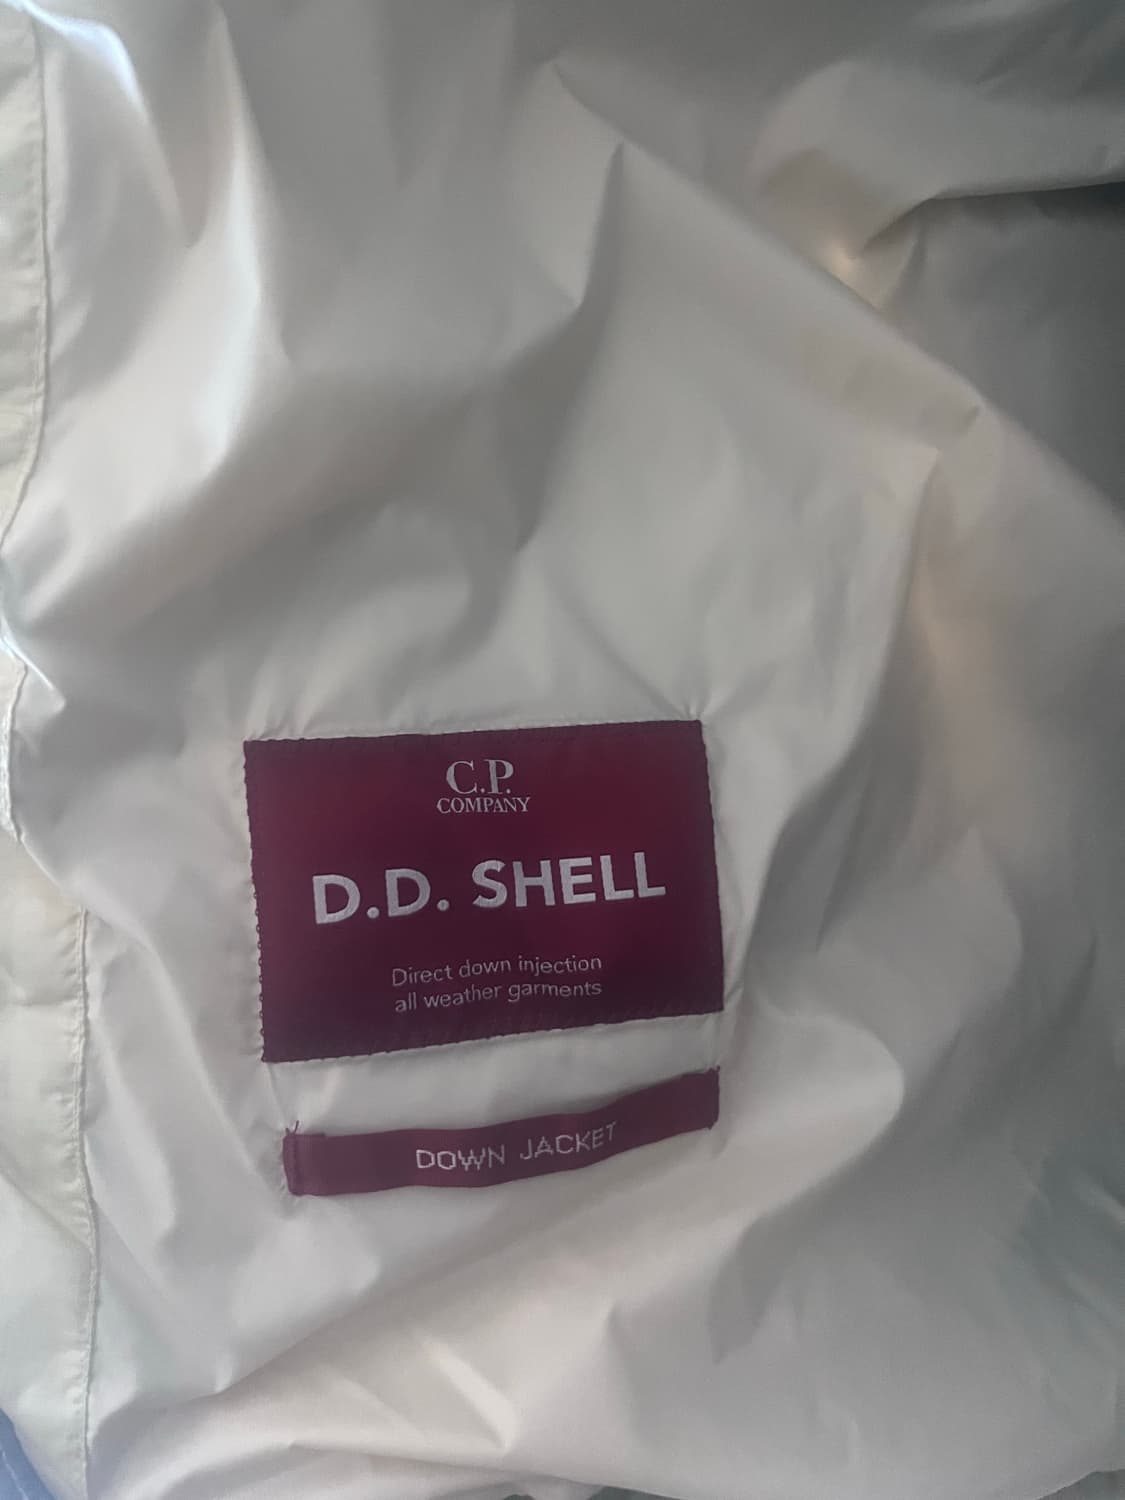 C.P.
COMPANY
D.D. SHELL
Direct down injection
all weather garments
DOWN JACKET